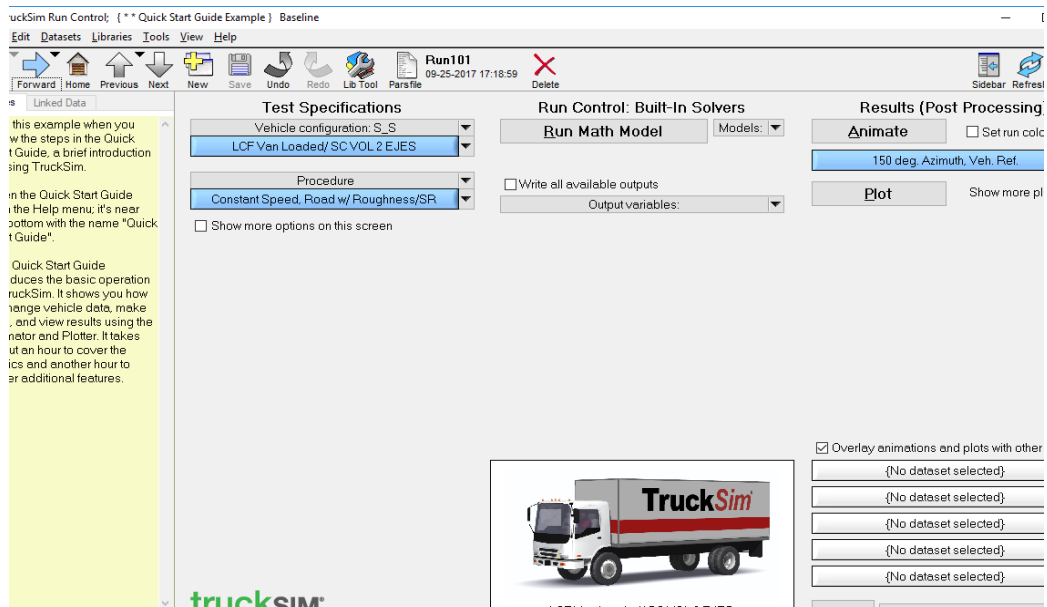 ruckSim Run Control; { * * Quick Start Guide Example } Baseline
Edit Datasets Libraries Tools View Help
Forward Home Previous Next New Save Undo Redo Lib Tool Parsfile
Run101
09-25-2017 17:18:59
Delete
Sidebar Refresh
Linked Data
this example when you
w the steps in the Quick
t Guide, a brief introduction
sing TruckSim.
n the Quick Start Guide
the Help menu; it's near
bottom with the name "Quick
t Guide".
Quick Start Guide
duces the basic operation
ruckSim. It shows you how
hange vehicle data, make
, and view results using the
mator and Plotter. It takes
ut an hour to cover the
ics and another hour to
er additional features.
Test Specifications
Vehicle configuration: S_S
LCF Van Loaded/ SC VOL 2 EJES
Procedure
Constant Speed, Road w/ Roughness/SR
Show more options on this screen
Run Control: Built-In Solvers
Run Math Model
Models:
Write all available outputs
Output variables:
Results (Post Processing)
Animate
Set run colo
150 deg. Azimuth, Veh. Ref.
Plot
Show more pl
Overlay animations and plots with other
{No dataset selected}
{No dataset selected}
{No dataset selected}
{No dataset selected}
{No dataset selected}
TruckSim
truckSIM